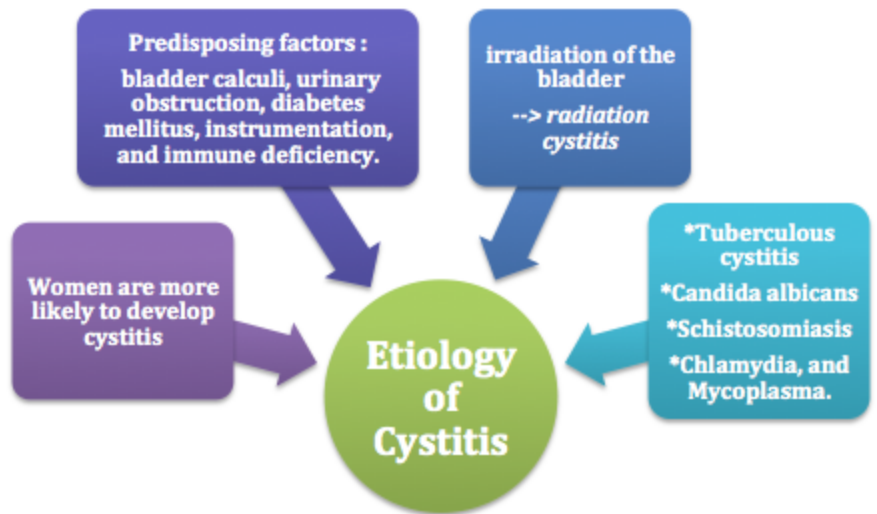 Predisposing factors :
bladder calculi, urinary
obstruction, diabetes
mellitus, instrumentation,
and immune deficiency.
irradiation of the
bladder
--> radiation
cystitis
Women are more
likely to develop
cystitis
*Tuberculous
cystitis
*Candida albicans
*Schistosomiasis
*Chlamydia, and
Mycoplasma.
Etiology
of
Cystitis